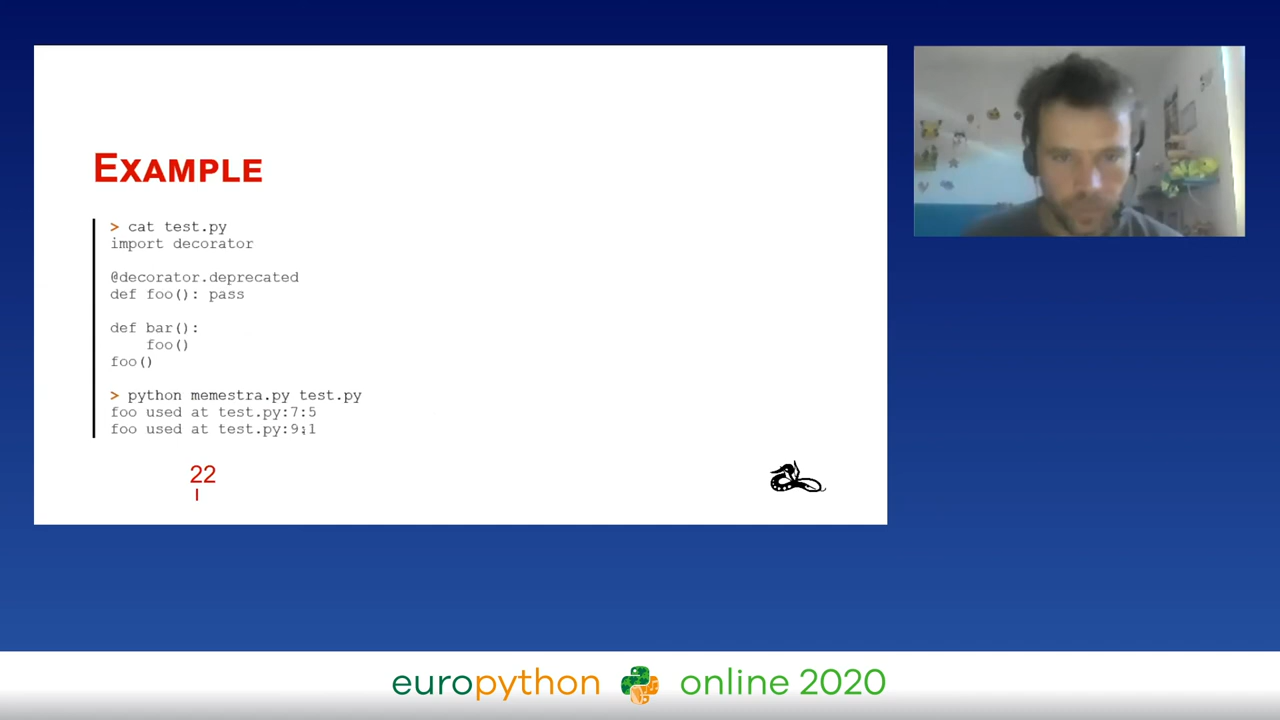 Example
> cat test.py
import decorator
@decorator.deprecated
def foo(): pass
def bar():
foo()
foo()
> python memestra.py test.py
foo used at test.py:7:5
foo used at test.py:9:1
22
europython online 2020